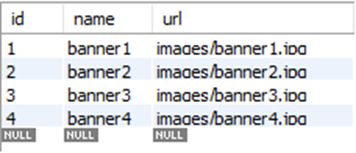 id name url
1 banner1 images/banner1.jpg
2 banner2 images/banner2.jpg
3 banner3 images/banner3.jpg
4 banner4 images/banner4.jpg
NULL NULL NULL